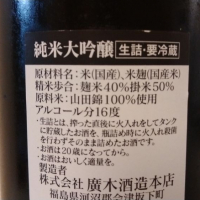 純米大吟醸 生詰・要冷蔵
原材料名：米(国産)、米麹(国産米)
精米歩合：麹米40%掛米50%
原料米：山田錦100%使用
アルコール分16度
・生詰とは、搾った直後に火入れをしてタンク
に貯蔵したお酒を、瓶詰め時に火入れ殺菌
を行わずそのまま詰めたお酒です。
・お酒は20歳になってから。
・お酒はおいしく適量を。
製造者
株式会社 廣木酒造本店
福島県河沼郡会津坂下町